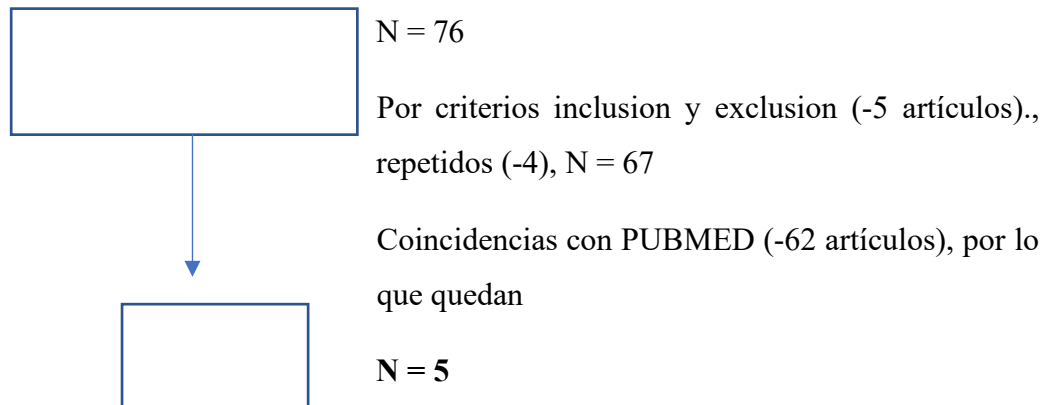 N = 76
Por criterios inclusion y exclusion (-5 artículos).,
repetidos (-4), N = 67
Coincidencias con PUBMED (-62 artículos), por lo
que quedan
N = 5